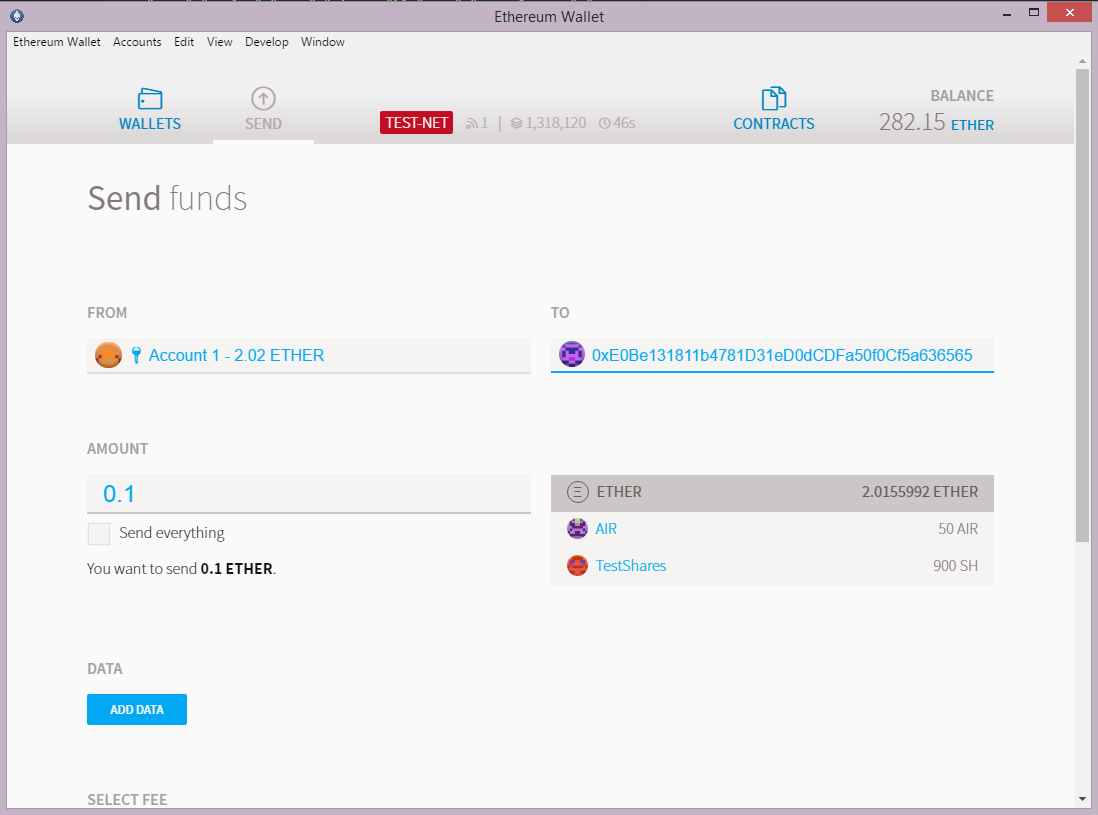 Ethereum Wallet
Ethereum Wallet Accounts Edit View Develop Window
WALLETS
SEND
TEST-NET 1 | 1,318,120 46s
CONTRACTS
BALANCE
282.15 ETHER
Send funds
FROM
Account 1 - 2.02 ETHER
TO
0xE0Be131811b4781D31eD0dCDFa50f0Cf5a636565
AMOUNT
0.1
Send everything
You want to send 0.1 ETHER.
ETHER 2.0155992 ETHER
AIR 50 AIR
TestShares 900 SH
DATA
ADD DATA
SELECT FEE